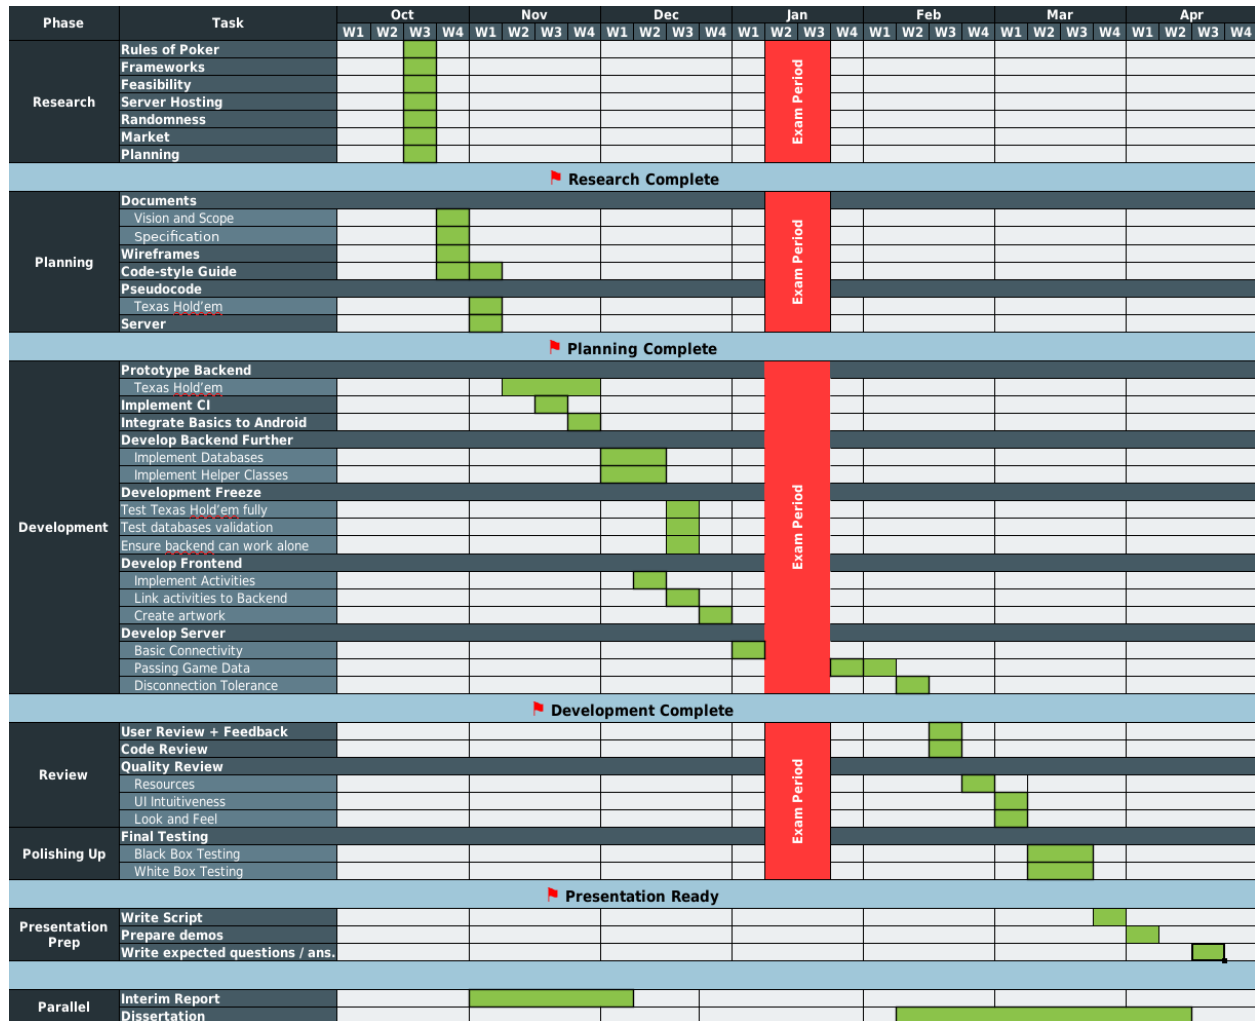 Phase Task Oct Nov Dec Jan Feb Mar Apr
W1 W2 W3 W4 W1 W2 W3 W4 W1 W2 W3 W4 W1 W2 W3 W4 W1 W2 W3 W4 W1 W2 W3 W4 W1 W2 W3 W4
Research
Rules of Poker
Frameworks
Feasibility
Server Hosting
Randomness
Market
Planning
Exam Period
Research Complete
Planning
Documents
Vision and Scope
Specification
Wireframes
Code-style Guide
Pseudocode
Texas Hold’em
Server
Exam Period
Planning Complete
Development
Prototype Backend
Texas Hold’em
Implement CI
Integrate Basics to Android
Develop Backend Further
Implement Databases
Implement Helper Classes
Development Freeze
Test Texas Hold’em fully
Test databases validation
Ensure backend can work alone
Develop Frontend
Implement Activities
Link activities to Backend
Create artwork
Develop Server
Basic Connectivity
Passing Game Data
Disconnection Tolerance
Exam Period
Development Complete
Review
User Review + Feedback
Code Review
Quality Review
Resources
UI Intuitiveness
Look and Feel
Polishing Up
Final Testing
Black Box Testing
White Box Testing
Exam Period
Presentation Ready
Presentation
Prep
Write Script
Prepare demos
Write expected questions / ans.
Parallel
Interim Report
Dissertation